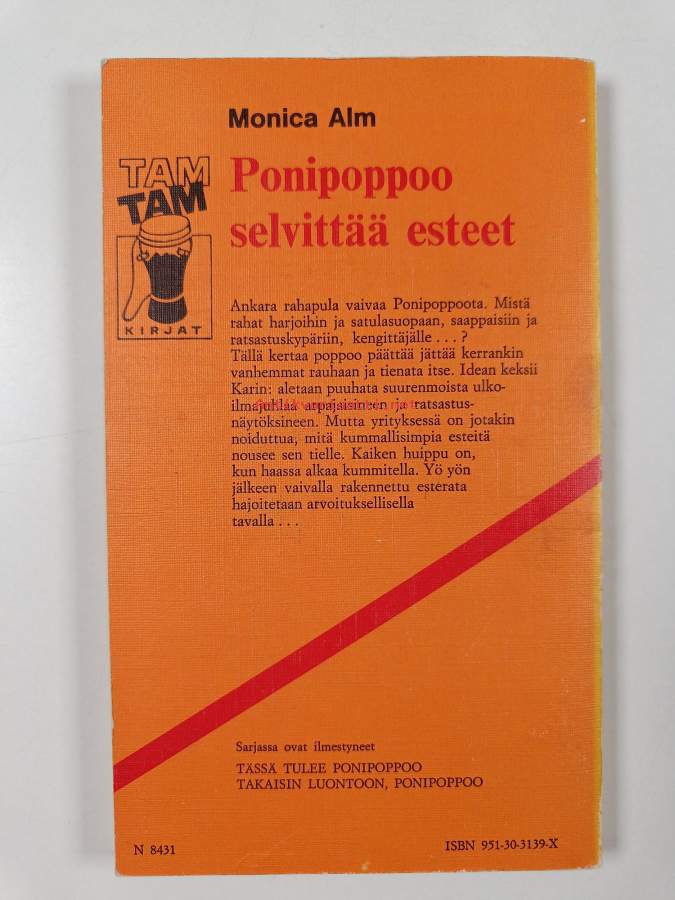 Monica Alm
TAM
TAM
KIRJAT
Ponipoppoo
selvittää esteet
Ankara rahapula vaivaa Ponipoppoota. Mistä
rahat harjoihin ja satulasuopaan, saappaisiin ja
ratsastuskypäriin, kengittäjälle . . . ?
Tällä kertaa poppoo päättää jättää kerrankin
vanhemmat rauhaan ja tienata itse. Idean keksii
Karin: aletaan puuhata suurenmoista ulko-
ilmajuhlaa arpajaisineen ja ratsastus-
näytöksineen. Mutta yrityksessä on jotakin
noiduttua, mitä kummallisimpia esteitä
nousee sen tielle. Kaiken huippu on,
kun haassa alkaa kummitella. Yö yön
jälkeen vaivalla rakennettu esterata
hajoitetaan arvoituksellisella
tavalla . . .
Sarjassa ovat ilmestyneet
TÄSSÄ TULEE PONIPOPPOO
TAKAISIN LUONTOON, PONIPOPPOO
N 8431
ISBN 951-30-3139-X